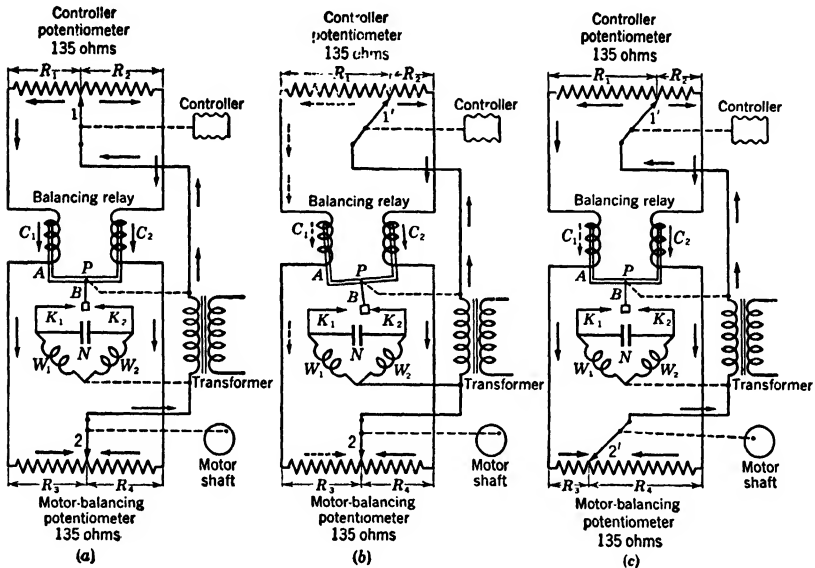 Controller
potentiometer
135 ohms
R₁ R₂
1
Controller
Balancing relay
C₁ C₂
A P
B
K₁ K₂
N
W₁ W₂
Transformer
2
R₃ R₄
Motor
shaft
Motor-balancing
potentiometer
135 ohms
(a)
Controller
potentiometer
135 ohms
R₁ R₂
1′
Controller
Balancing relay
C₁ C₂
A P
B
K₁ K₂
N
W₁ W₂
Transformer
2
R₃ R₄
Motor
shaft
Motor-balancing
potentiometer
135 ohms
(b)
Controller
potentiometer
135 ohms
R₁ R₂
1′
Controller
Balancing relay
C₁ C₂
A P
B
K₁ K₂
N
W₁ W₂
Transformer
2′
R₃ R₄
Motor
shaft
Motor-balancing
potentiometer
135 ohms
(c)